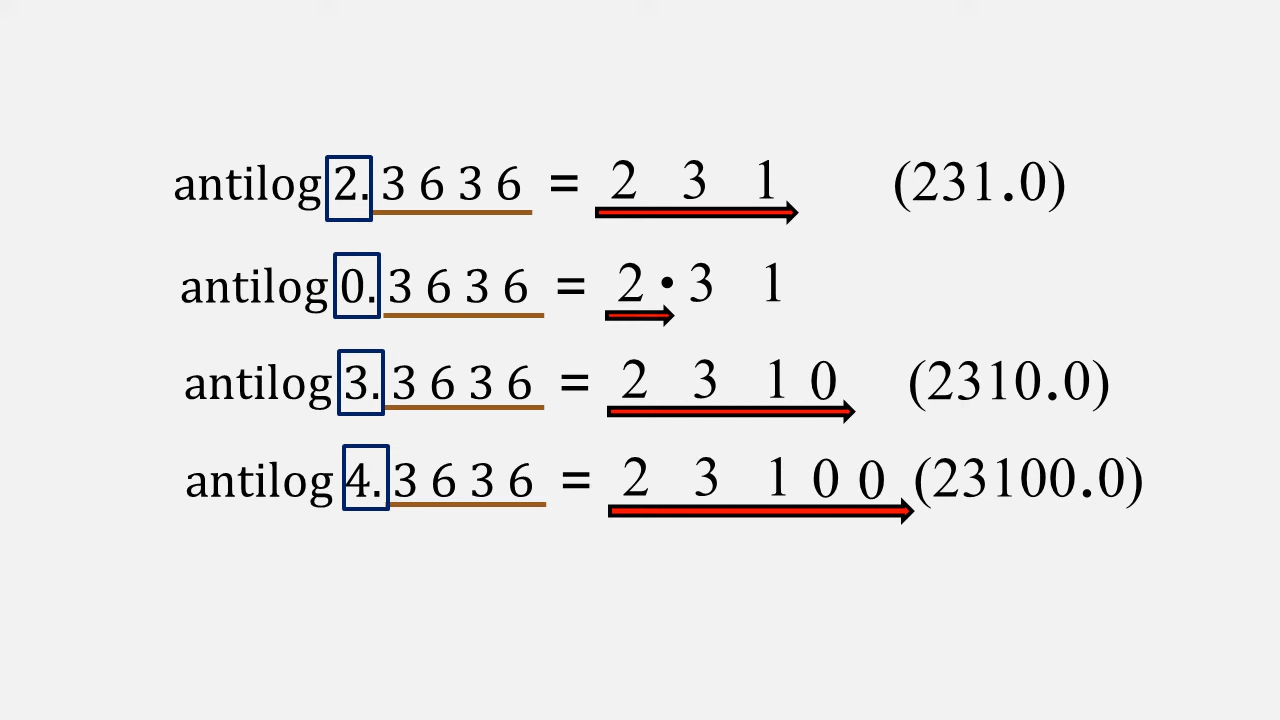 antilog 2. 3 6 3 6 = 2 3 1 (231.0)
antilog 0. 3 6 3 6 = 2 · 3 1
antilog 3. 3 6 3 6 = 2 3 1 0 (2310.0)
antilog 4. 3 6 3 6 = 2 3 1 0 0 (23100.0)